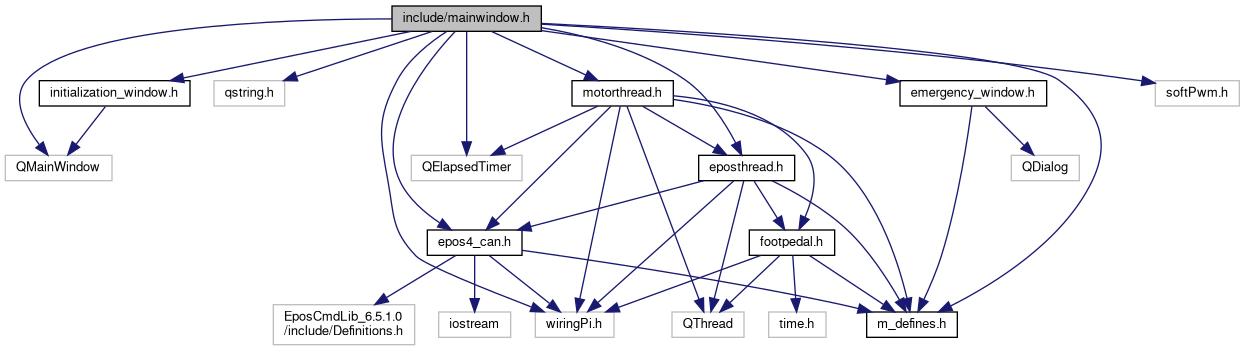 include/mainwindow.h
initialization_window.h
qstring.h
motorthread.h
emergency_window.h
softPwm.h
QMainWindow
QElapsedTimer
eposthread.h
QDialog
epos4_can.h
footpedal.h
EposCmdLib_6.5.1.0
/include/Definitions.h
iostream
wiringPi.h
QThread
time.h
m_defines.h